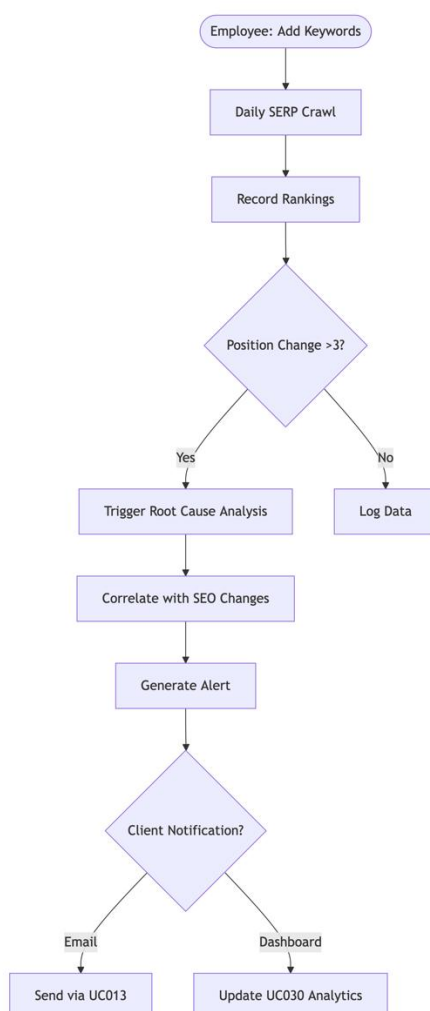 Employee: Add Keywords
Daily SERP Crawl
Record Rankings
Position Change >3?
Yes
No
Trigger Root Cause Analysis
Log Data
Correlate with SEO Changes
Generate Alert
Client Notification?
Email
Dashboard
Send via UC013
Update UC030 Analytics